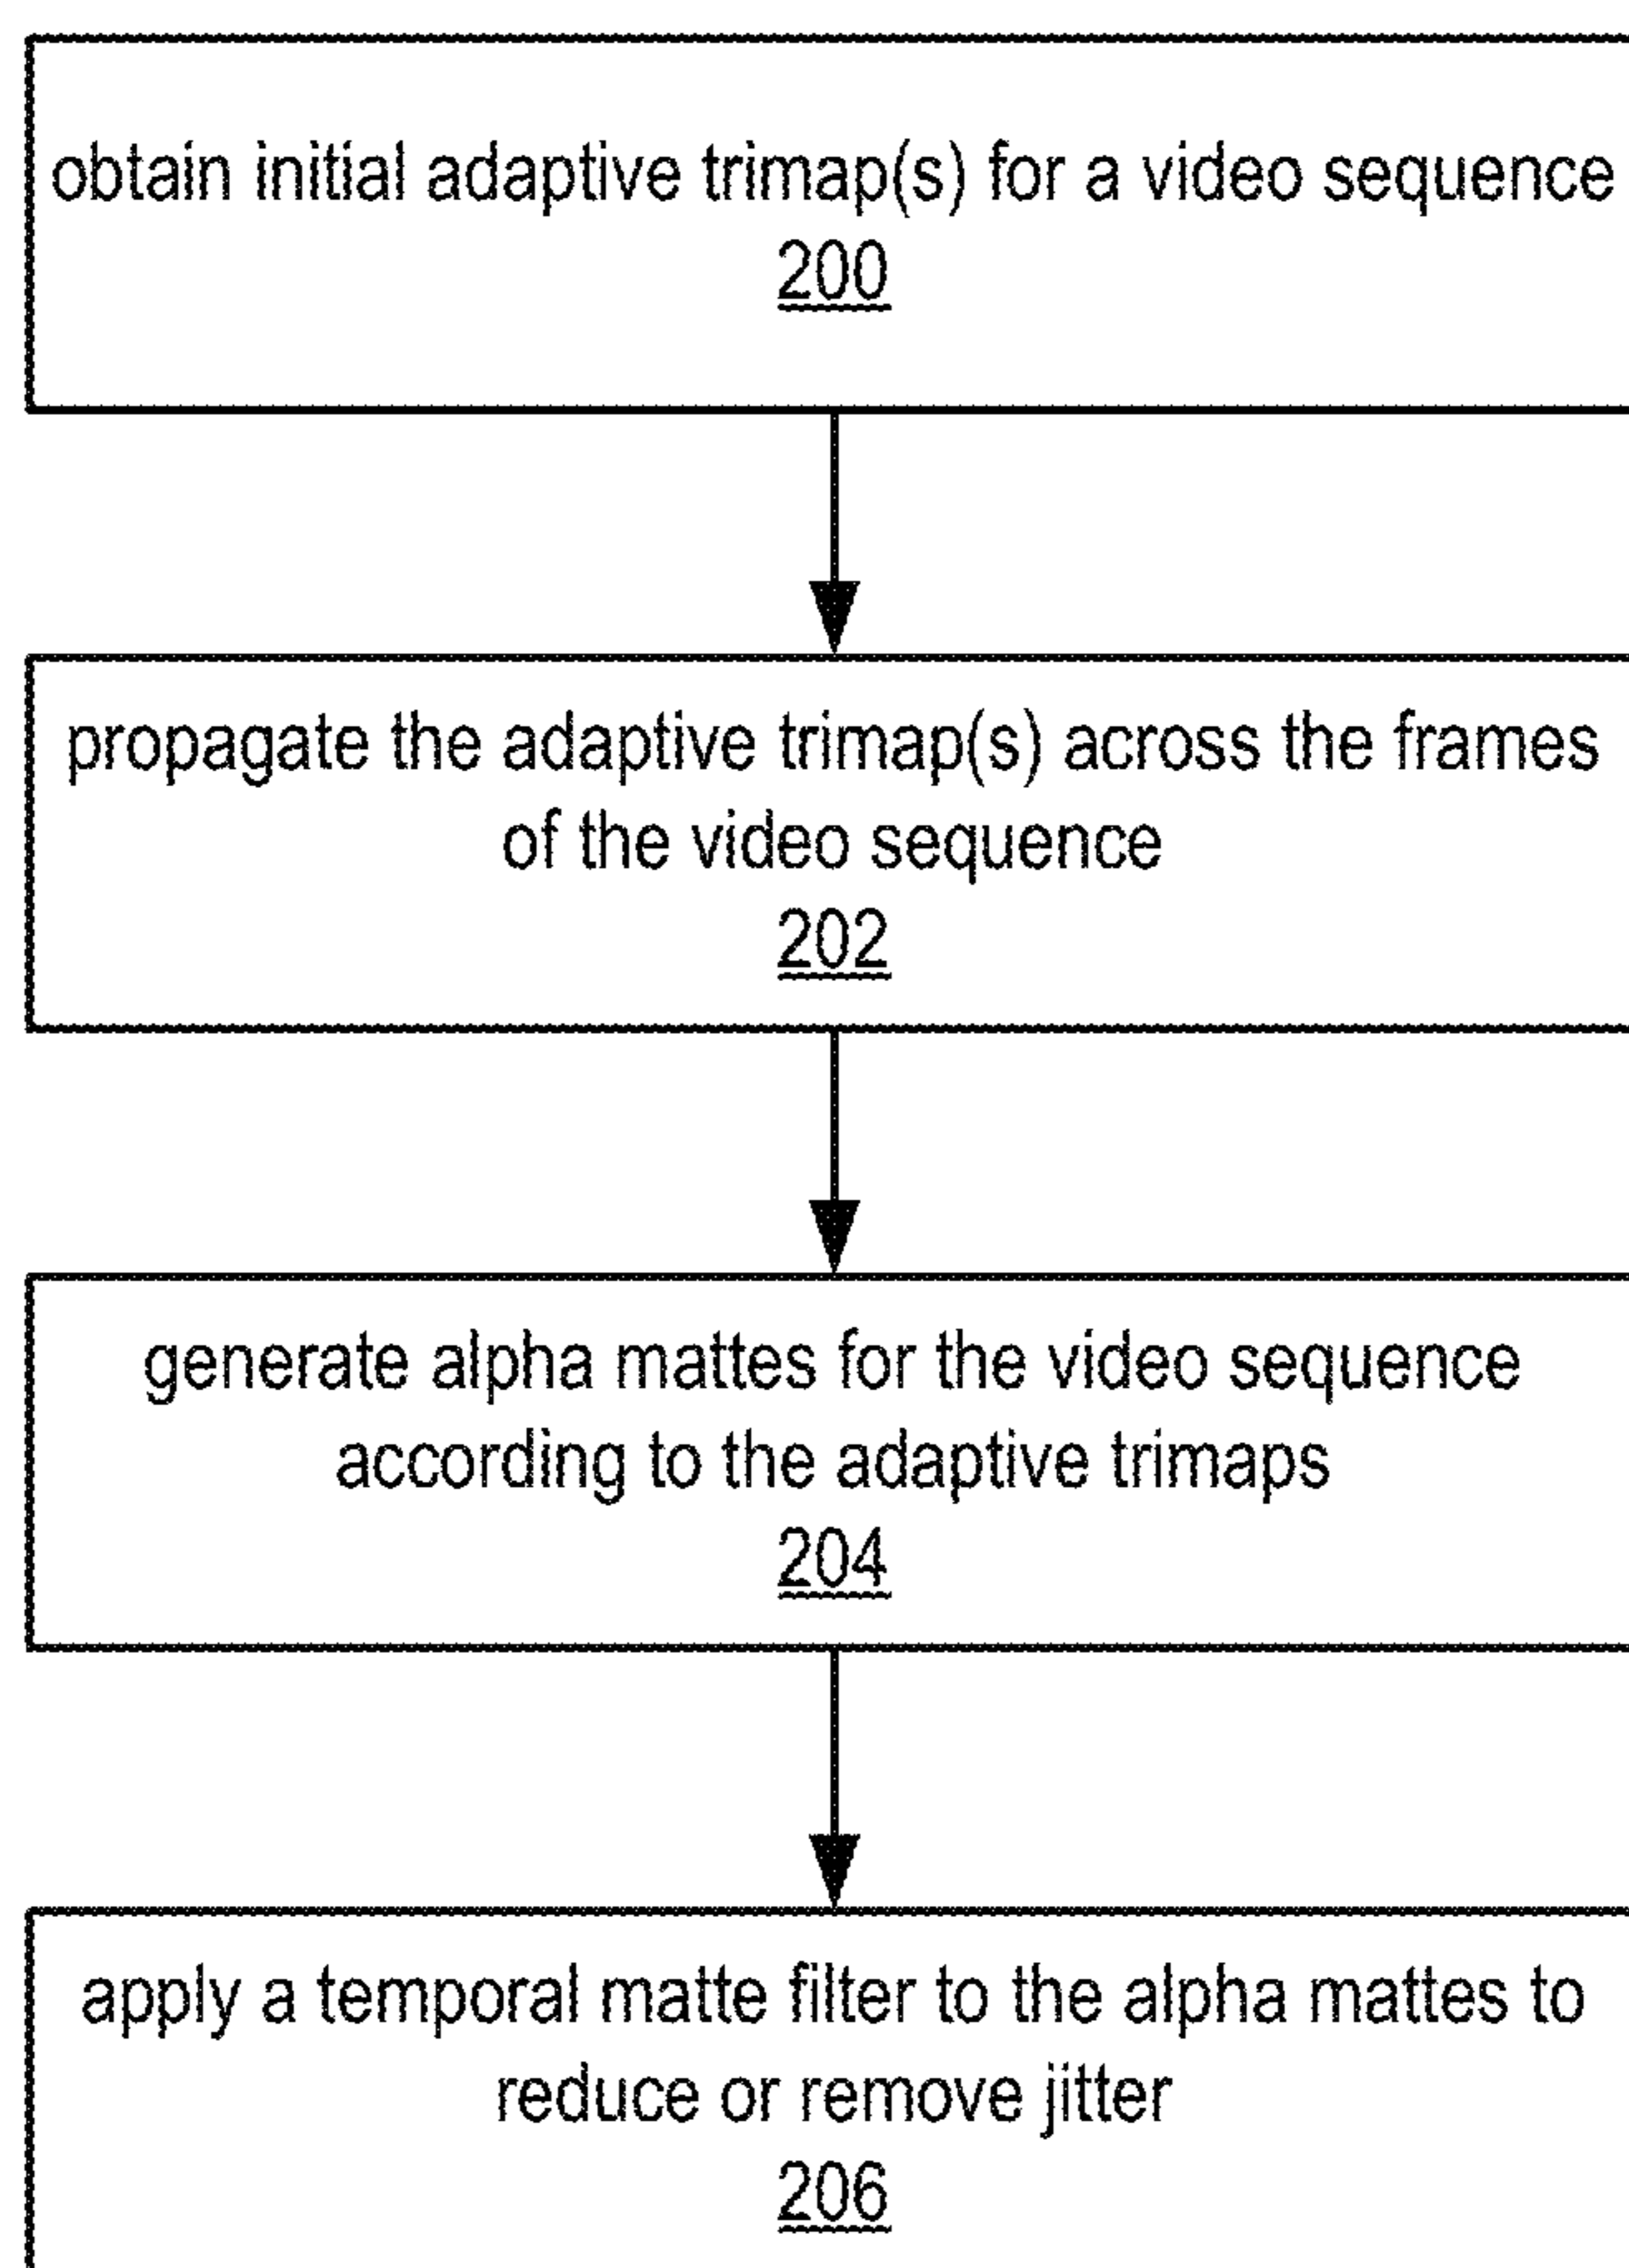 obtain initial adaptive trimap(s) for a video sequence
200
propagate the adaptive trimap(s) across the frames
of the video sequence
202
generate alpha mattes for the video sequence
according to the adaptive trimaps
204
apply a temporal matte filter to the alpha mattes to
reduce or remove jitter
206